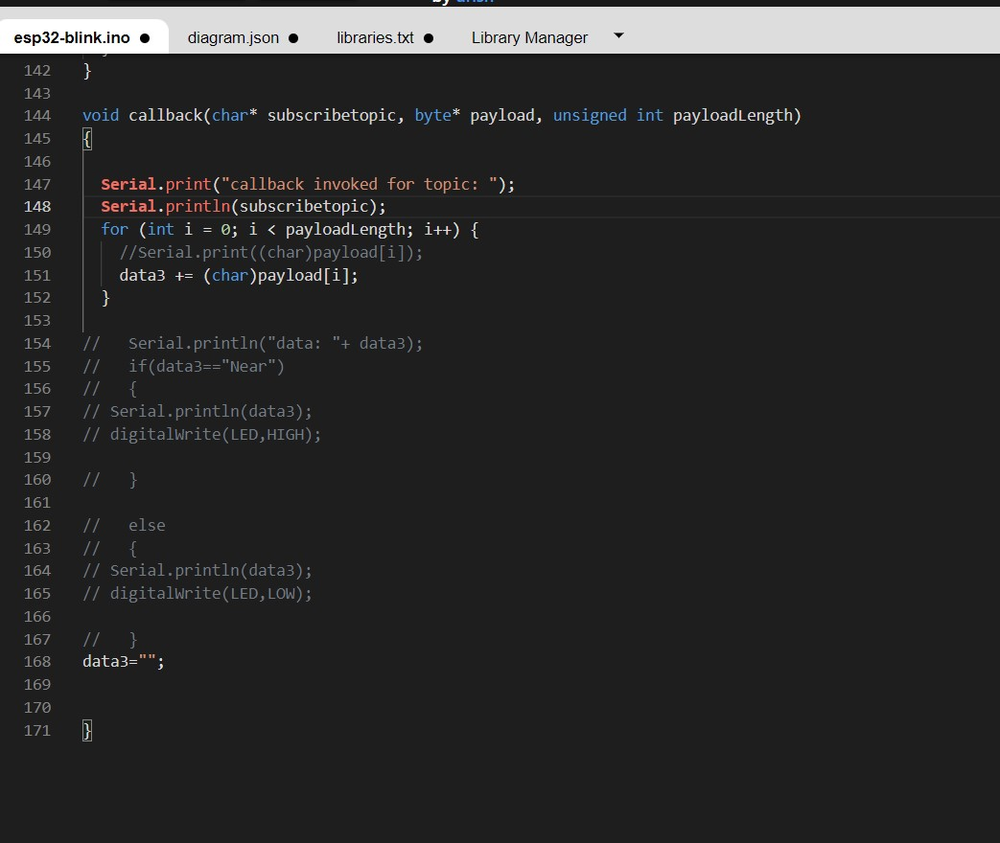 by
esp32-blink.ino ● diagram.json ● libraries.txt ● Library Manager
142 }
143
144 void callback(char* subscribetopic, byte* payload, unsigned int payloadLength)
145 {
146
147 Serial.print("callback invoked for topic: ");
148 Serial.println(subscribetopic);
149 for (int i = 0; i < payloadLength; i++) {
150 //Serial.print((char)payload[i]);
151 data3 += (char)payload[i];
152 }
153
154 // Serial.println("data: "+ data3);
155 // if(data3=="Near")
156 // {
157 // Serial.println(data3);
158 // digitalWrite(LED,HIGH);
159
160 // }
161
162 // else
163 // {
164 // Serial.println(data3);
165 // digitalWrite(LED,LOW);
166
167 // }
168 data3="";
169
170
171 }